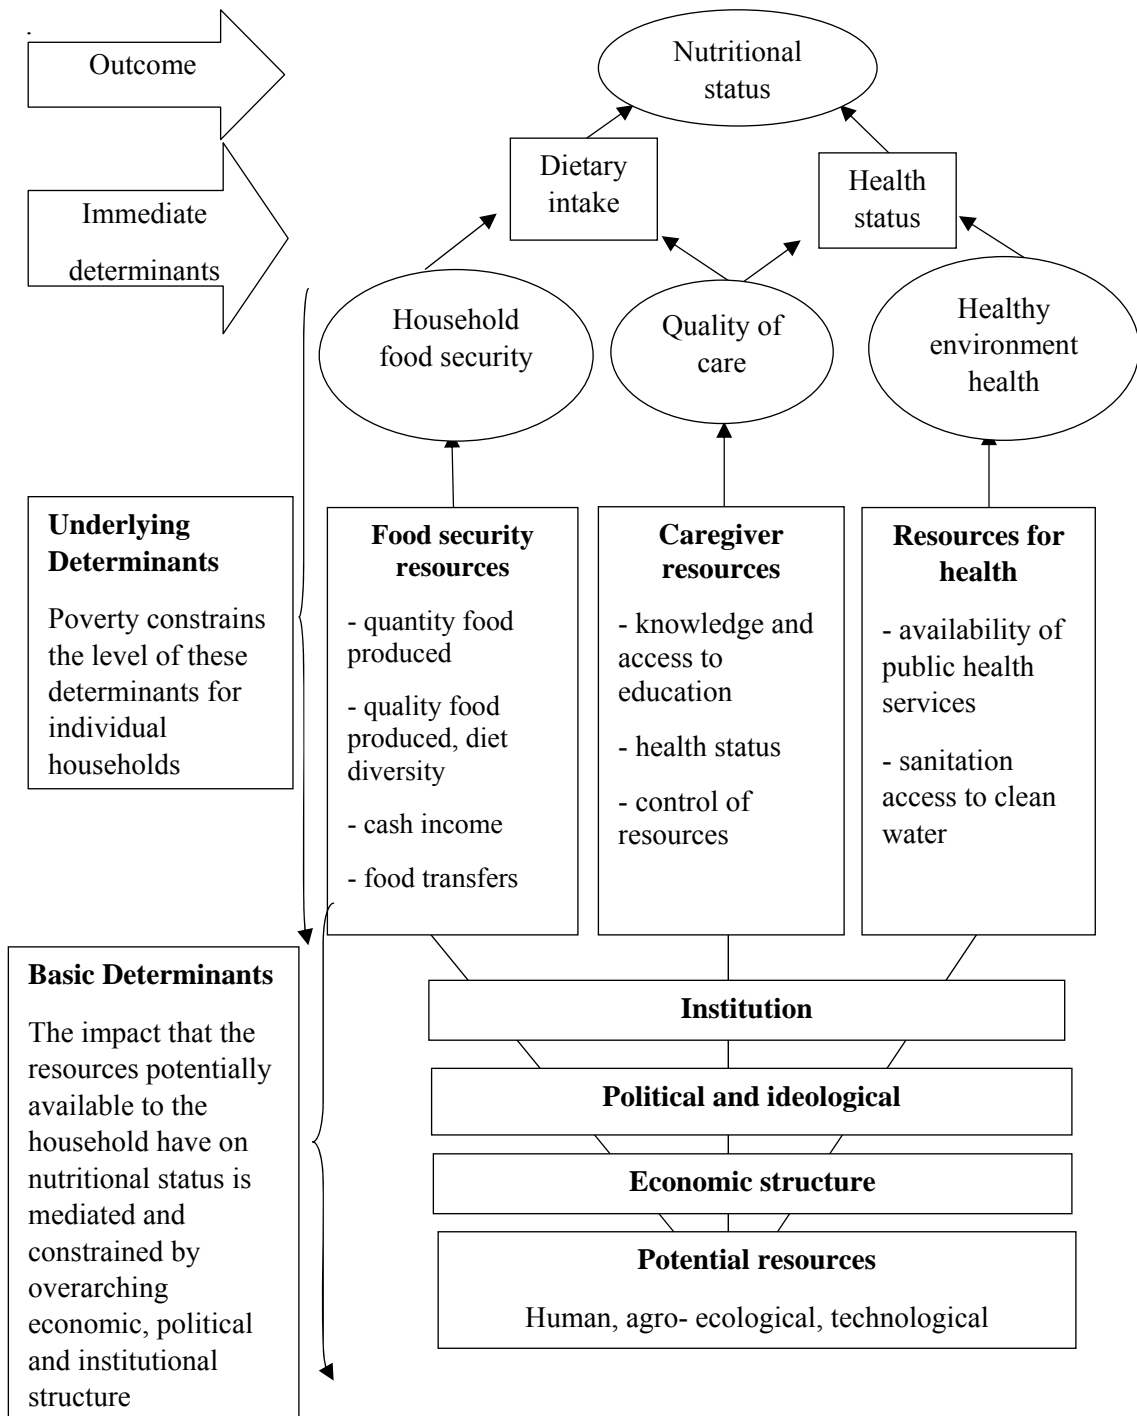 Outcome
Nutritional
status
Immediate
determinants
Dietary
intake
Health
status
Household
food security
Quality of
care
Healthy
environment
health
Underlying
Determinants
Poverty constrains
the level of these
determinants for
individual
households
Food security
resources
- quantity food
produced
- quality food
produced, diet
diversity
- cash income
- food transfers
Caregiver
resources
- knowledge and
access to
education
- health status
- control of
resources
Resources for
health
- availability of
public health
services
- sanitation
access to clean
water
Basic Determinants
The impact that the
resources potentially
available to the
household have on
nutritional status is
mediated and
constrained by
overarching
economic, political
and institutional
structure
Institution
Political and ideological
Economic structure
Potential resources
Human, agro- ecological, technological